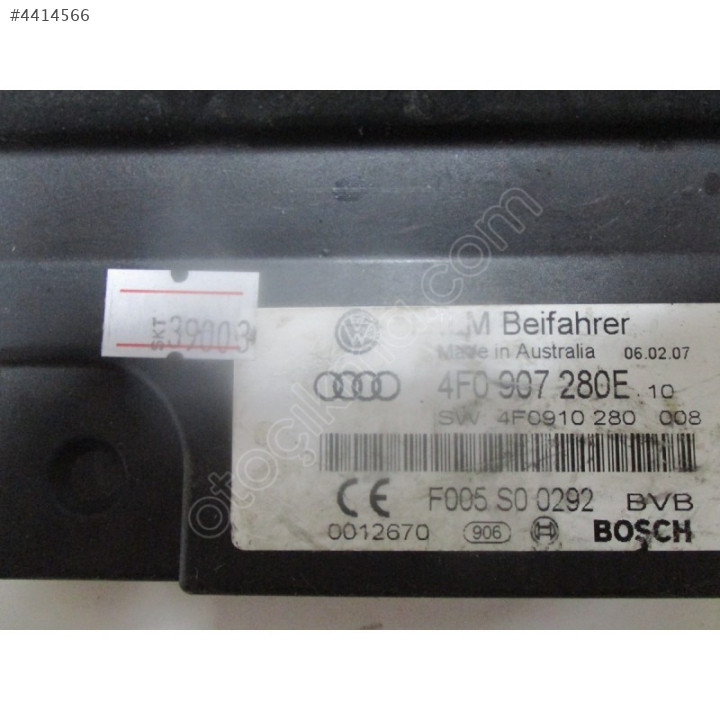 #4414566
SKT 39003
M Beifahrer
Made in Australia 06.02.07
4F0 907 280E 10
SW 4F0910 280 008
CE F005 S0 0292 BVB
0012670 906 BOSCH
otocikmaci.com